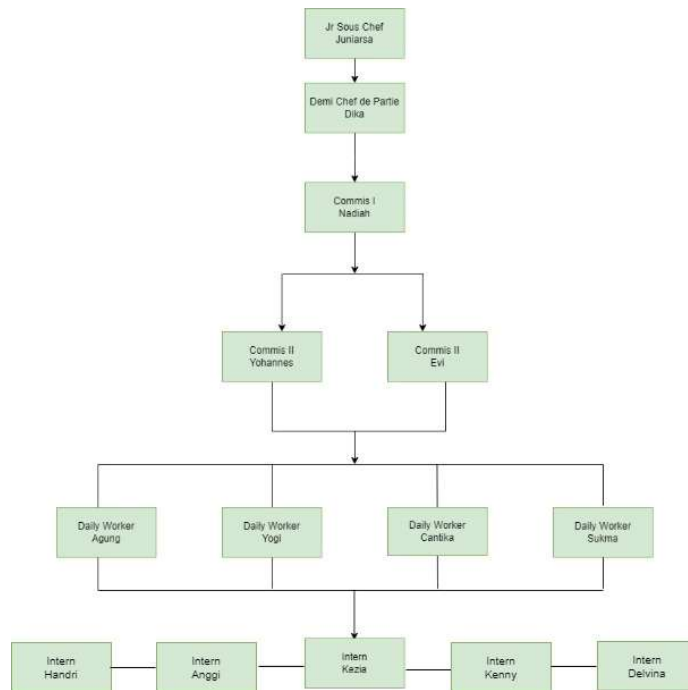 Jr Sous Chef
Juniarsa
Demi Chef de Partie
Dika
Commis I
Nadiah
Commis II
Yohannes
Commis II
Evi
Daily Worker
Agung
Daily Worker
Yogi
Daily Worker
Cantika
Daily Worker
Sukma
Intern
Handri
Intern
Anggi
Intern
Kezia
Intern
Kenny
Intern
Delvina